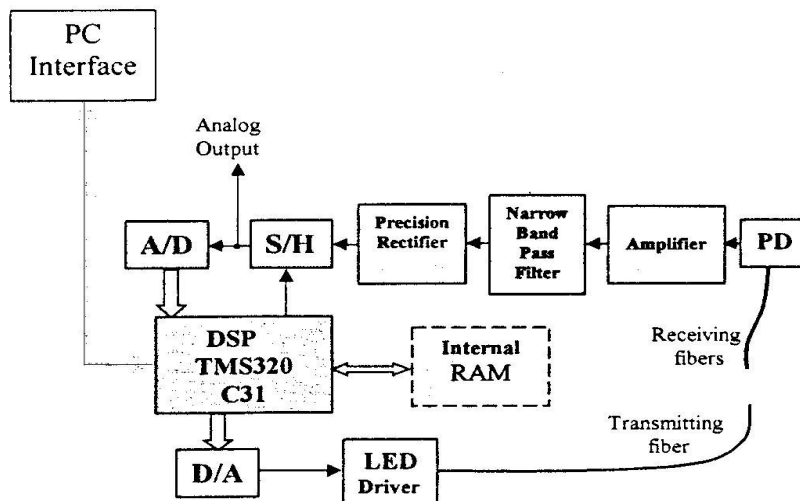 PC
Interface
Analog
Output
A/D
S/H
Precision
Rectifier
Narrow
Band
Pass
Filter
Amplifier
PD
DSP
TMS320
C31
Internal
RAM
Receiving
fibers
Transmitting
fiber
D/A
LED
Driver